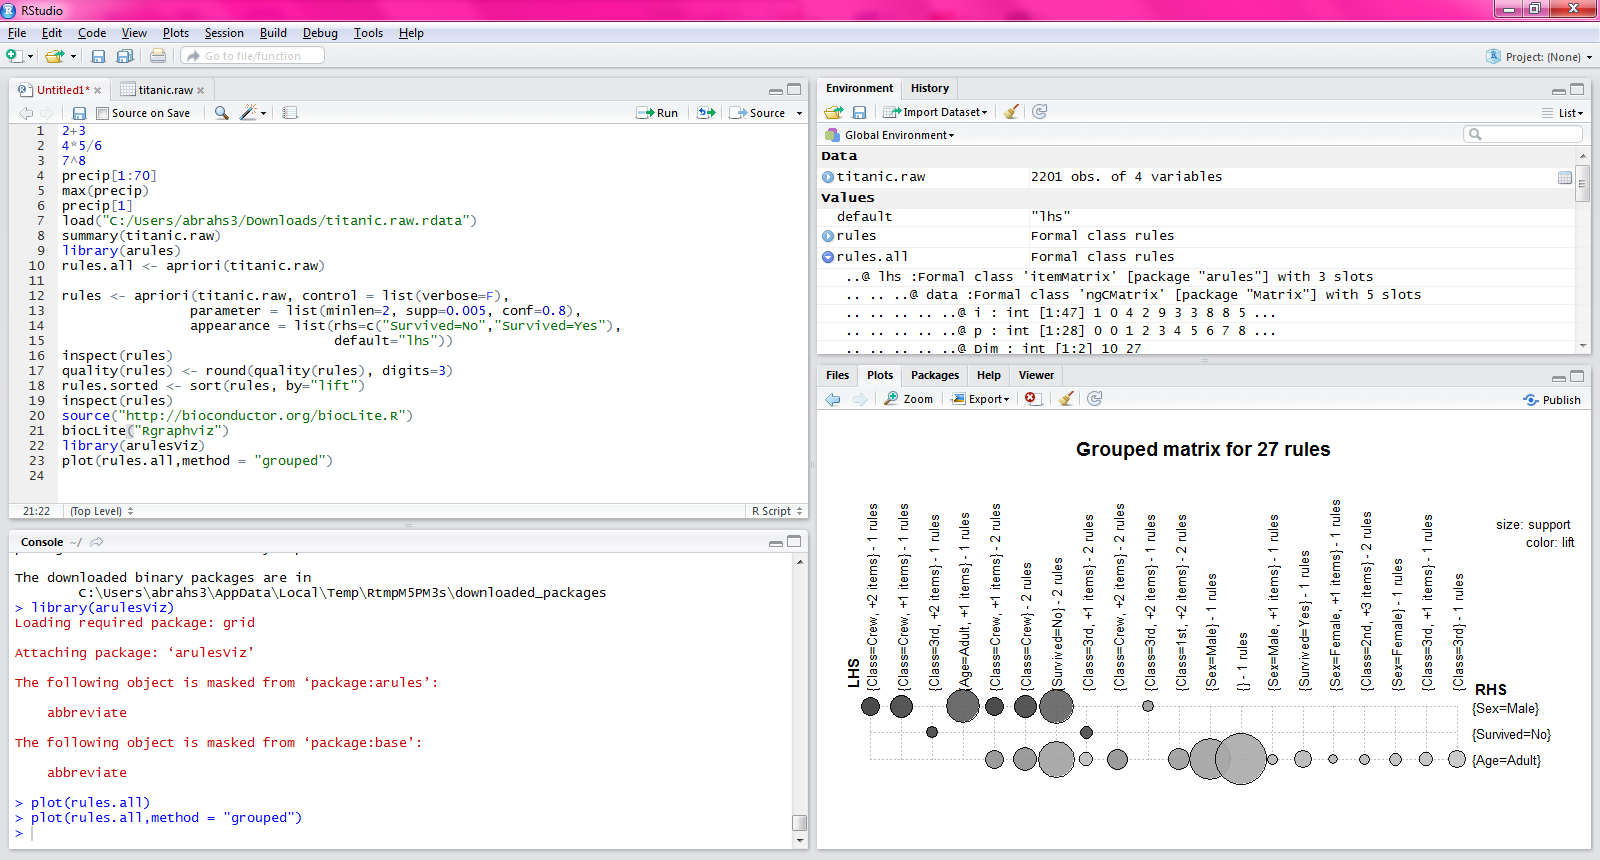 RStudio
File Edit Code View Plots Session Build Debug Tools Help
Go to file/function
Project: (None)
Untitled1* titanic.raw
Source on Save Run Source
1 2+3
2 4*5/6
3 7^8
4 precip[1:70]
5 max(precip)
6 precip[1]
7 load("C:/Users/abrahs3/Downloads/titanic.raw.rdata")
8 summary(titanic.raw)
9 library(arules)
10 rules.all <- apriori(titanic.raw)
11
12 rules <- apriori(titanic.raw, control = list(verbose=F),
13 parameter = list(minlen=2, supp=0.005, conf=0.8),
14 appearance = list(rhs=c("Survived=No","Survived=Yes"),
15 default="lhs"))
16 inspect(rules)
17 quality(rules) <- round(quality(rules), digits=3)
18 rules.sorted <- sort(rules, by="lift")
19 inspect(rules)
20 source("http://bioconductor.org/biocLite.R")
21 biocLite("Rgraphviz")
22 library(arulesViz)
23 plot(rules.all,method = "grouped")
24
21:22 (Top Level) R Script
Console ~/
The downloaded binary packages are in
C:\Users\abrahs3\AppData\Local\Temp\RtmpM5PM3s\downloaded_packages
> library(arulesViz)
Loading required package: grid
Attaching package: ‘arulesViz’
The following object is masked from ‘package:arules’:
abbreviate
The following object is masked from ‘package:base’:
abbreviate
> plot(rules.all)
> plot(rules.all,method = "grouped")
>
Environment History
Import Dataset List
Global Environment
Data
titanic.raw 2201 obs. of 4 variables
Values
default "lhs"
rules Formal class rules
rules.all Formal class rules
..@ lhs :Formal class 'itemMatrix' [package "arules"] with 3 slots
.. .. ..@ data :Formal class 'ngCMatrix' [package "Matrix"] with 5 slots
.. .. .. .. ..@ i : int [1:47] 1 0 4 2 9 3 3 8 8 5 ...
.. .. .. .. ..@ p : int [1:28] 0 0 1 2 3 4 5 6 7 8 ...
.. .. .. .. ..@ Dim : int [1:2] 10 27
Files Plots Packages Help Viewer
Zoom Export Publish
Grouped matrix for 27 rules
size: support
color: lift
LHS
{Class=Crew, +2 items} - 1 rules
{Class=Crew, +1 items} - 1 rules
{Class=3rd, +2 items} - 1 rules
{Age=Adult, +1 items} - 1 rules
{Class=Crew, +1 items} - 2 rules
{Class=Crew} - 2 rules
{Survived=No} - 2 rules
{Class=3rd, +1 items} - 2 rules
{Class=Crew, +2 items} - 2 rules
{Class=3rd, +2 items} - 1 rules
{Class=1st, +2 items} - 2 rules
{Sex=Male} - 1 rules
{} - 1 rules
{Sex=Male, +1 items} - 1 rules
{Survived=Yes} - 1 rules
{Sex=Female, +1 items} - 1 rules
{Class=2nd, +3 items} - 2 rules
{Sex=Female} - 1 rules
{Class=3rd, +1 items} - 1 rules
{Class=3rd} - 1 rules
RHS
{Sex=Male}
{Survived=No}
{Age=Adult}